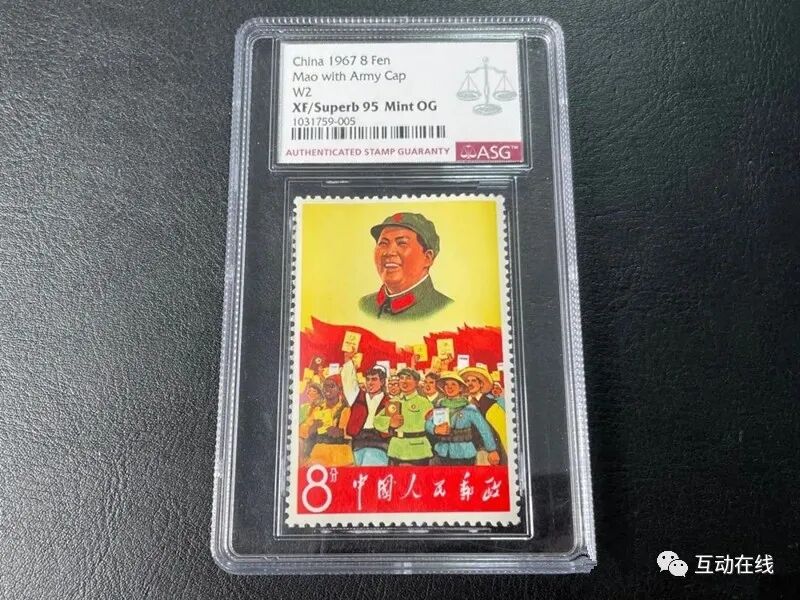 China 1967 8 Fen
Mao with Army Cap
W2
XF/Superb 95 Mint OG
1031759-005
AUTHENTICATED STAMP GUARANTY
ASG™
8分 中国人民邮政
互动在线